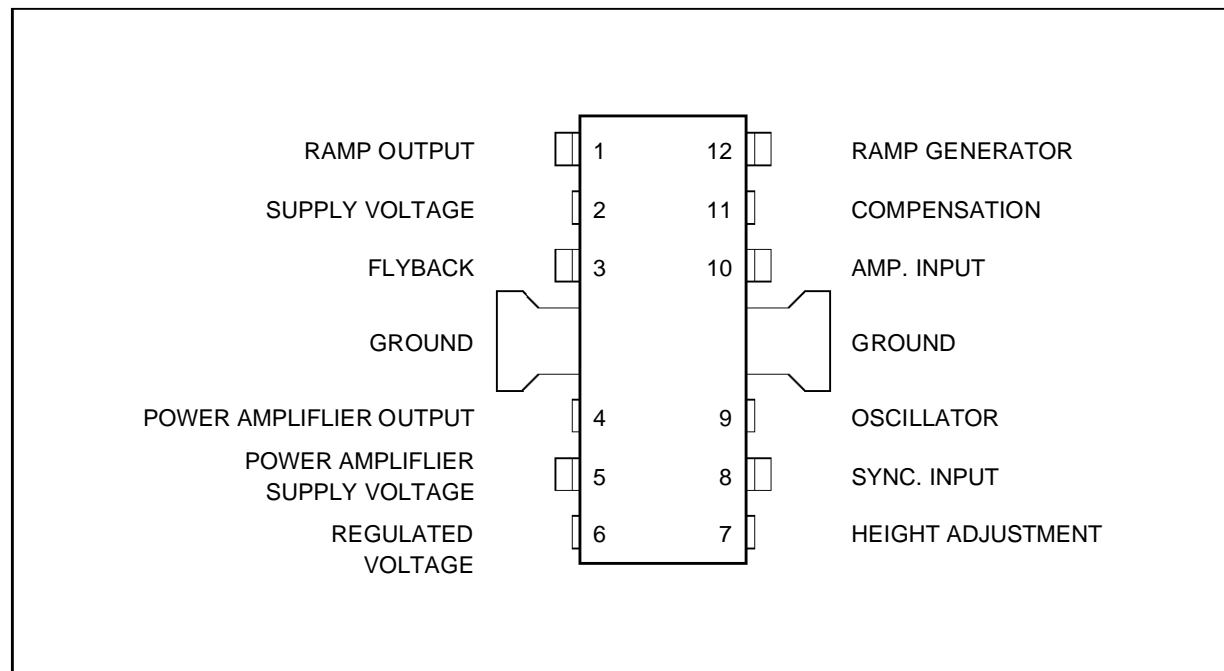 RAMP OUTPUT 1 12 RAMP GENERATOR
SUPPLY VOLTAGE 2 11 COMPENSATION
FLYBACK 3 10 AMP. INPUT
GROUND GROUND
POWER AMPLIFLIER OUTPUT 4 9 OSCILLATOR
POWER AMPLIFLIER
SUPPLY VOLTAGE 5 8 SYNC. INPUT
REGULATED
VOLTAGE 6 7 HEIGHT ADJUSTMENT